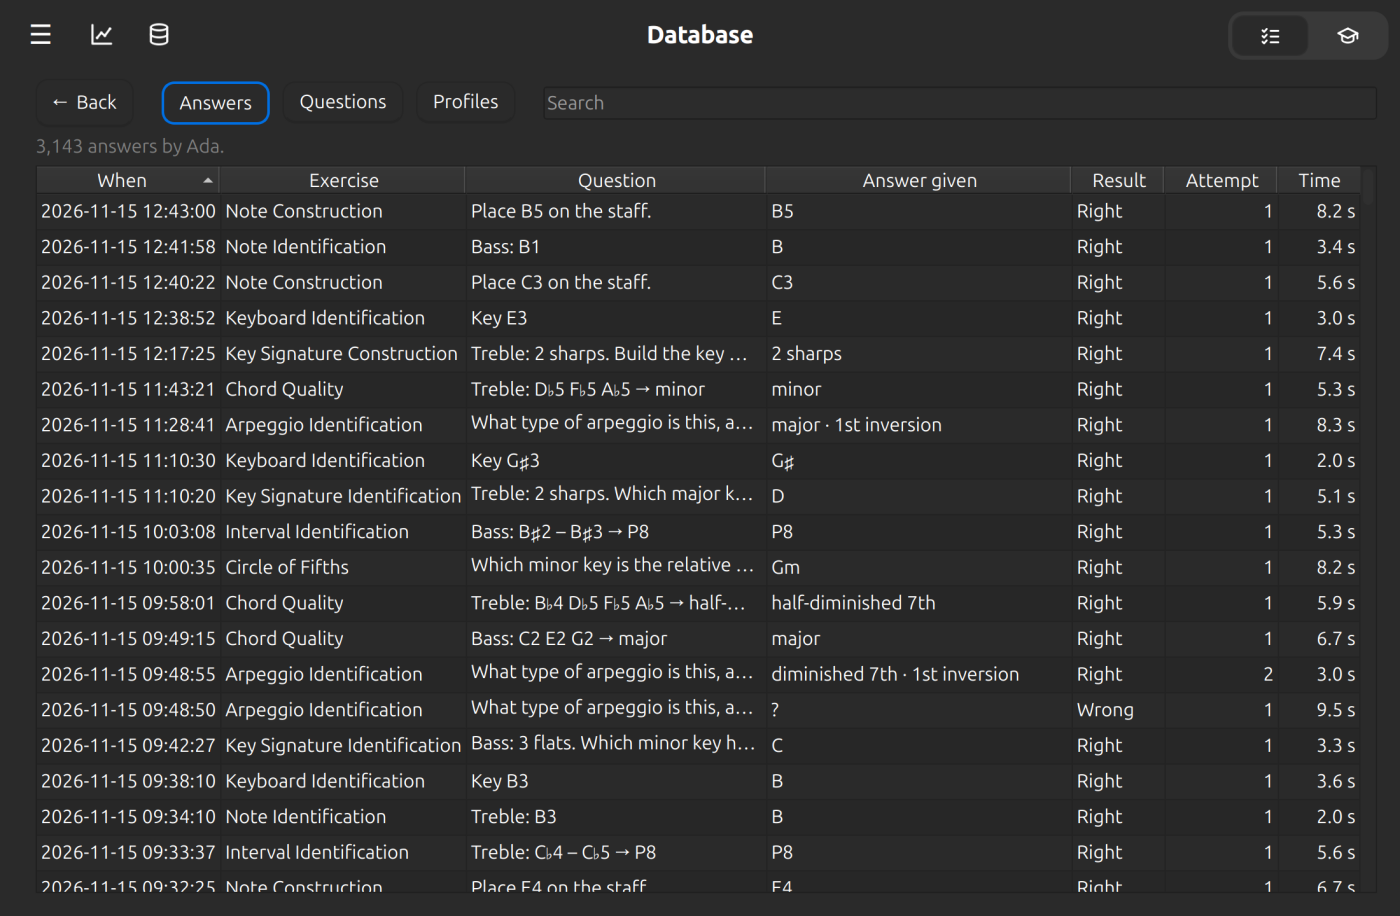 Database
← Back Answers Questions Profiles Search
3,143 answers by Ada.
When Exercise Question Answer given Result Attempt Time
2026-11-15 12:43:00 Note Construction Place B5 on the staff. B5 Right 1 8.2 s
2026-11-15 12:41:58 Note Identification Bass: B1 B Right 1 3.4 s
2026-11-15 12:40:22 Note Construction Place C3 on the staff. C3 Right 1 5.6 s
2026-11-15 12:38:52 Keyboard Identification Key E3 E Right 1 3.0 s
2026-11-15 12:17:25 Key Signature Construction Treble: 2 sharps. Build the key … 2 sharps Right 1 7.4 s
2026-11-15 11:43:21 Chord Quality Treble: D♭5 F♭5 A♭5 → minor minor Right 1 5.3 s
2026-11-15 11:28:41 Arpeggio Identification What type of arpeggio is this, a… major · 1st inversion Right 1 8.3 s
2026-11-15 11:10:30 Keyboard Identification Key G♯3 G♯ Right 1 2.0 s
2026-11-15 11:10:20 Key Signature Identification Treble: 2 sharps. Which major k… D Right 1 5.1 s
2026-11-15 10:03:08 Interval Identification Bass: B♯2 – B♯3 → P8 P8 Right 1 5.3 s
2026-11-15 10:00:35 Circle of Fifths Which minor key is the relative … Gm Right 1 8.2 s
2026-11-15 09:58:01 Chord Quality Treble: B♭4 D♭5 F♭5 A♭5 → half-… half-diminished 7th Right 1 5.9 s
2026-11-15 09:49:15 Chord Quality Bass: C2 E2 G2 → major major Right 1 6.7 s
2026-11-15 09:48:55 Arpeggio Identification What type of arpeggio is this, a… diminished 7th · 1st inversion Right 2 3.0 s
2026-11-15 09:48:50 Arpeggio Identification What type of arpeggio is this, a… ? Wrong 1 9.5 s
2026-11-15 09:42:27 Key Signature Identification Bass: 3 flats. Which minor key h… C Right 1 3.3 s
2026-11-15 09:38:10 Keyboard Identification Key B3 B Right 1 3.6 s
2026-11-15 09:34:10 Note Identification Treble: B3 B Right 1 2.0 s
2026-11-15 09:33:37 Interval Identification Treble: C♭4 – C♭5 → P8 P8 Right 1 5.6 s
2026-11-15 09:32:25 Note Construction Place on the staff Right 1 6.7 s